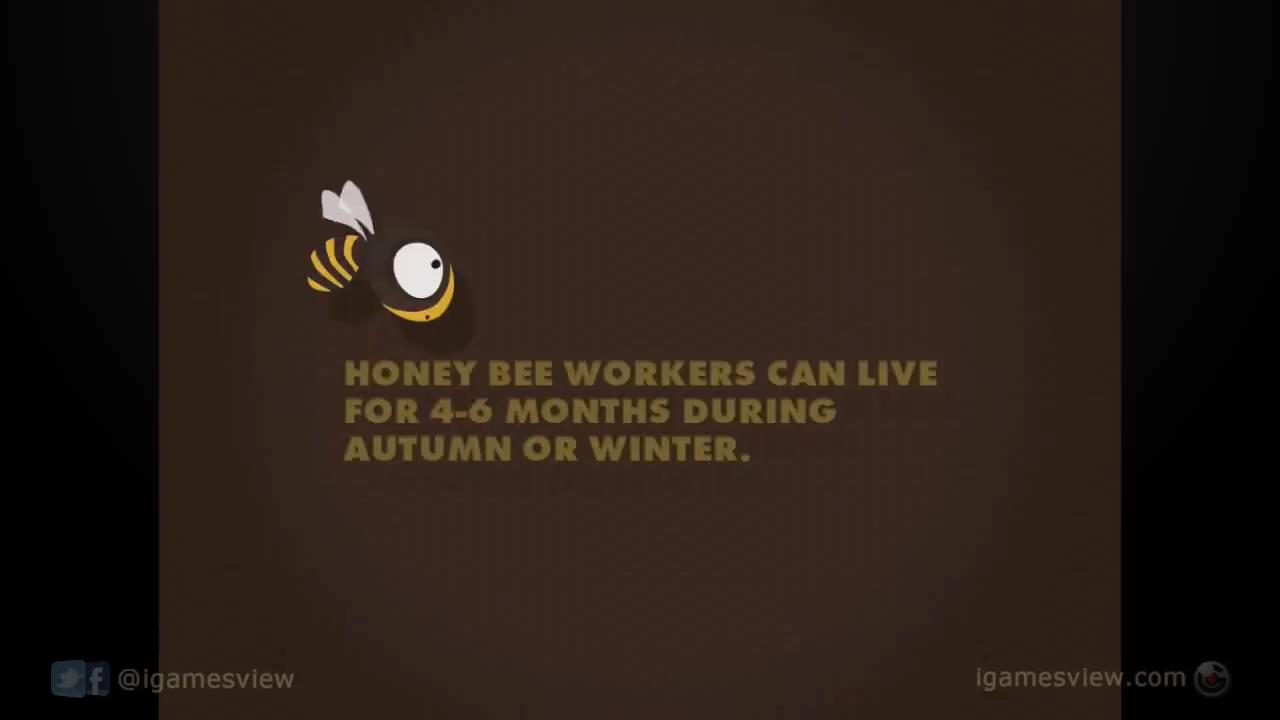 HONEY BEE WORKERS CAN LIVE
FOR 4-6 MONTHS DURING
AUTUMN OR WINTER.
@igamesview
igamesview.com